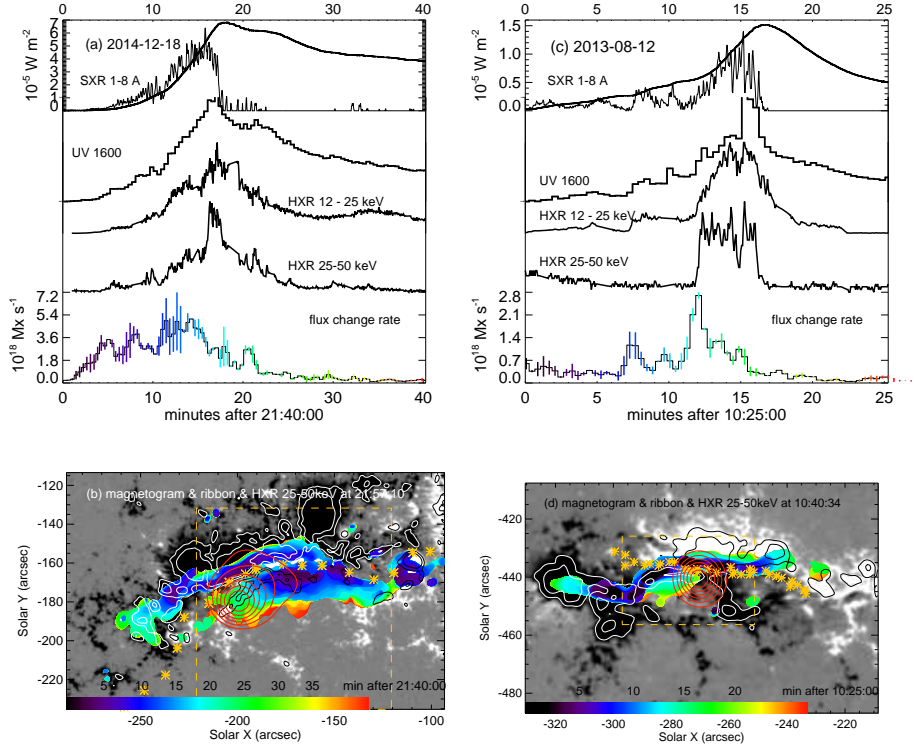 0 10 20 30 40
7
6
5
4
3
2
1
0
10⁻⁵ W m⁻²
(a) 2014-12-18
SXR 1-8 A
UV 1600
HXR 12 - 25 keV
HXR 25-50 keV
7.2
5.4
3.6
1.8
0.0
10¹⁸ Mx s⁻¹
flux change rate
0 10 20 30 40
minutes after 21:40:00
0 5 10 15 20 25
1.5
1.0
0.5
0.0
10⁻⁵ W m⁻²
(c) 2013-08-12
SXR 1-8 A
UV 1600
HXR 12 - 25 keV
HXR 25-50 keV
2.8
2.1
1.4
0.7
0.0
10¹⁸ Mx s⁻¹
flux change rate
0 5 10 15 20 25
minutes after 10:25:00
(b) magnetogram & ribbon & HXR 25-50keV at 21:57:10
-120
-140
-160
-180
-200
-220
Solar Y (arcsec)
5 10 15 20 25 30 35 min after 21:40:00
-250 -200 -150 -100
Solar X (arcsec)
(d) magnetogram & ribbon & HXR 25-50keV at 10:40:34
-420
-440
-460
-480
Solar Y (arcsec)
5 10 15 20 min after 10:25:00
-320 -300 -280 -260 -240 -220
Solar X (arcsec)